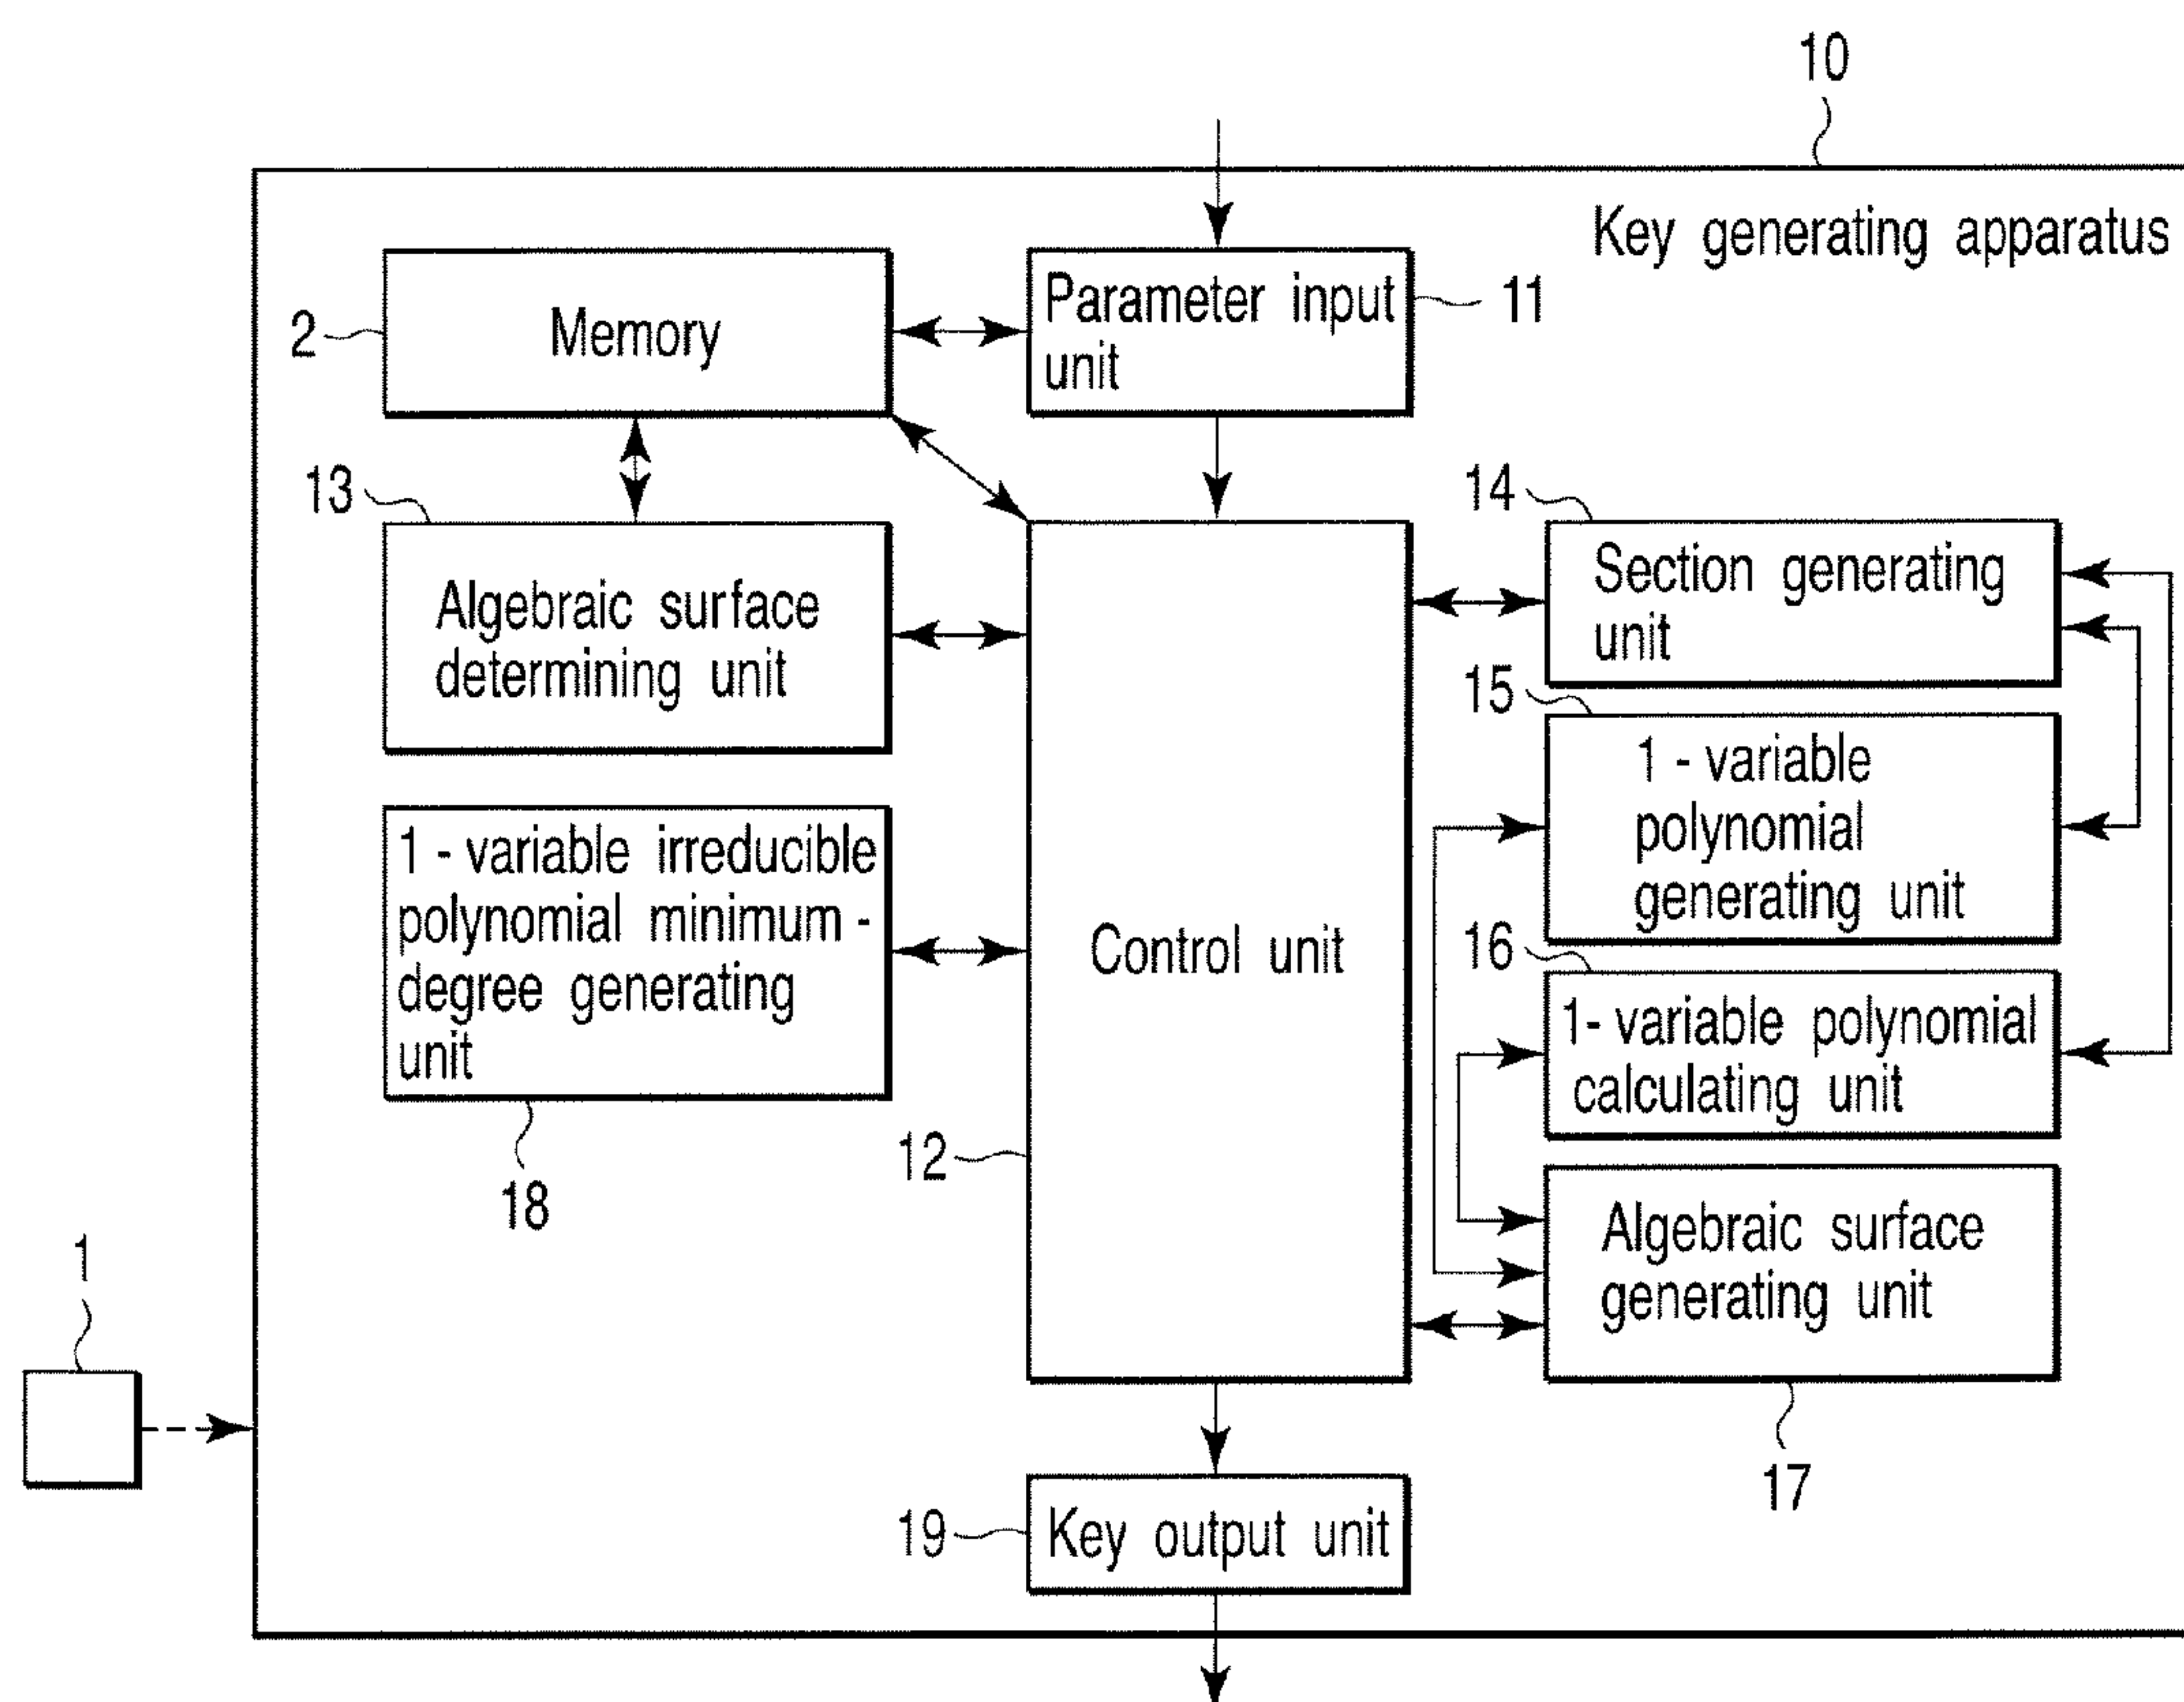 10
Key generating apparatus
2
Memory
Parameter input
unit
11
13
Algebraic surface
determining unit
14
Section generating
unit
15
1 - variable
polynomial
generating unit
1 - variable irreducible
polynomial minimum -
degree generating
unit
18
Control unit
12
16
1- variable polynomial
calculating unit
Algebraic surface
generating unit
17
1
19
Key output unit